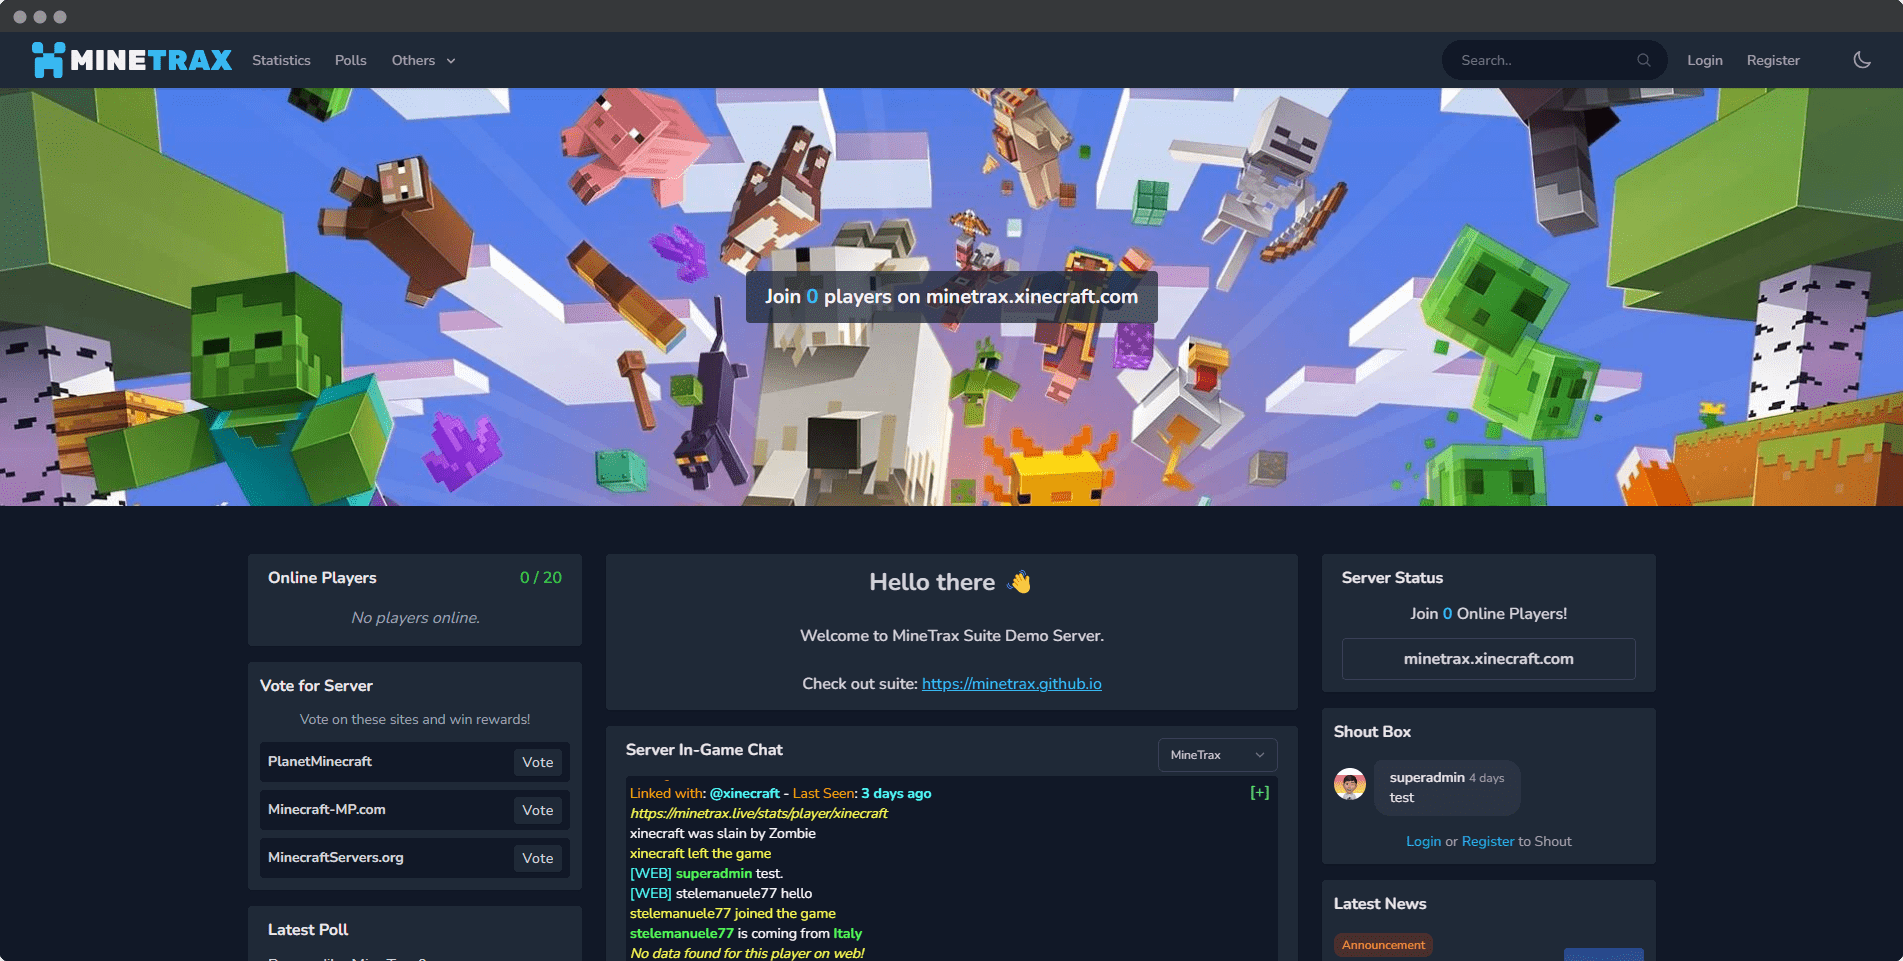 MINETRAX
Statistics
Polls
Others
Search..
Login
Register
Join 0 players on minetrax.xinecraft.com
Online Players
0 / 20
No players online.
Vote for Server
Vote on these sites and win rewards!
PlanetMinecraft
Vote
Minecraft-MP.com
Vote
MinecraftServers.org
Vote
Latest Poll
Hello there 👋
Welcome to MineTrax Suite Demo Server.
Check out suite: https://minetrax.github.io
Server In-Game Chat
MineTrax
Linked with: @xinecraft - Last Seen: 3 days ago
[+]
https://minetrax.live/stats/player/xinecraft
xinecraft was slain by Zombie
xinecraft left the game
[WEB] superadmin test.
[WEB] stelemanuele77 hello
stelemanuele77 joined the game
stelemanuele77 is coming from Italy
No data found for this player on web!
Server Status
Join 0 Online Players!
minetrax.xinecraft.com
Shout Box
superadmin 4 days
test
Login or Register to Shout
Latest News
Announcement